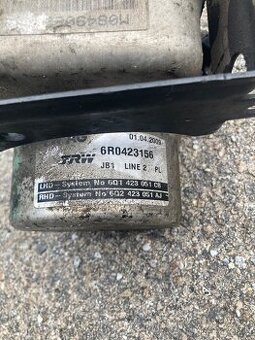 01.04.2009
TRW 6R0423156
JB1 LINE 2 PL
LHD - System No 6Q1 423 051 CB
RHD - System No 6Q2 423 051 AJ